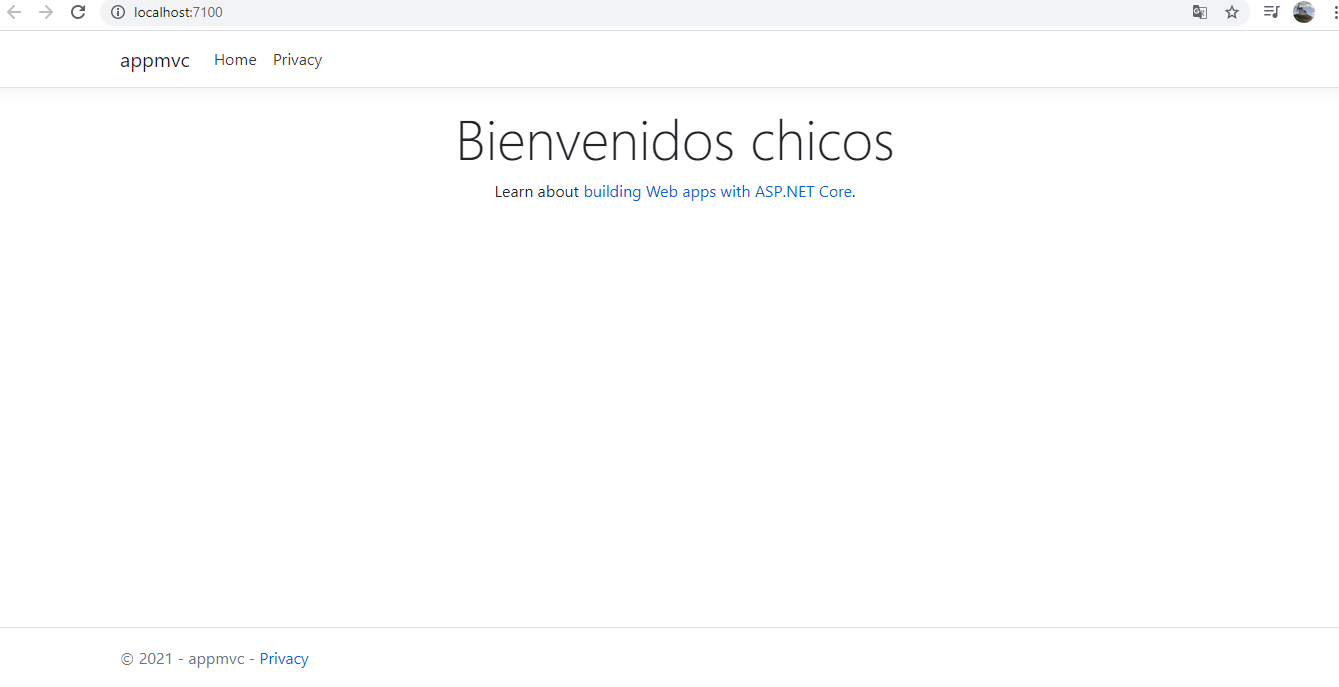 localhost:7100
appmvc Home Privacy
Bienvenidos chicos
Learn about building Web apps with ASP.NET Core.
© 2021 - appmvc - Privacy